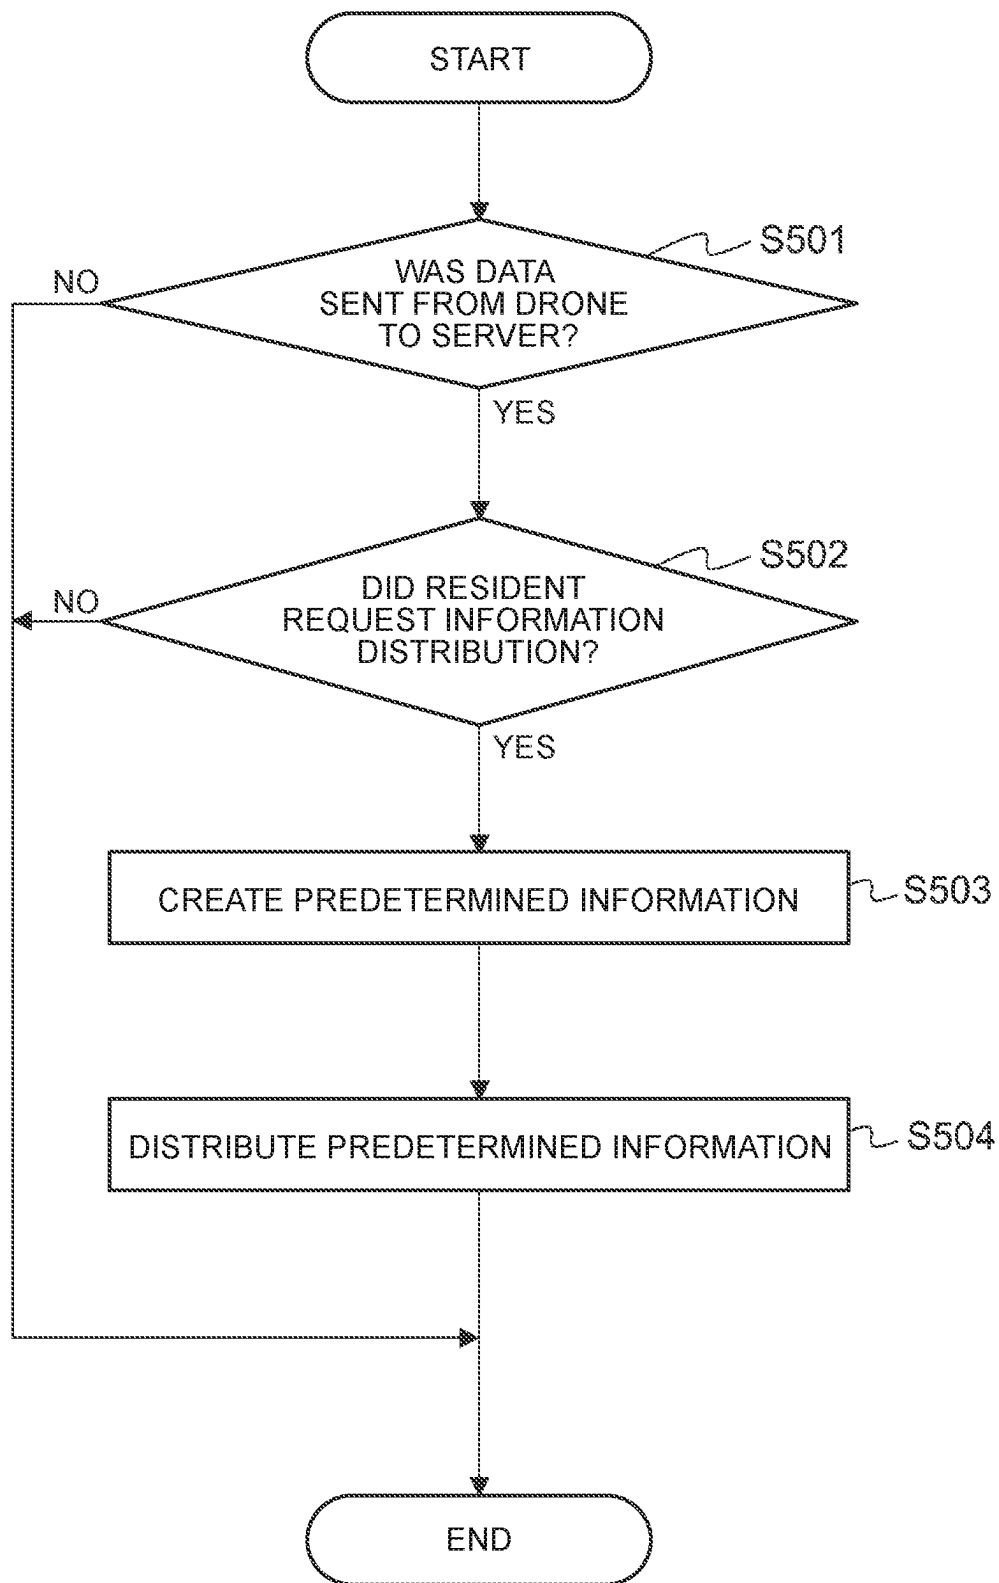 START
S501
NO
WAS DATA
SENT FROM DRONE
TO SERVER?
YES
S502
NO
DID RESIDENT
REQUEST INFORMATION
DISTRIBUTION?
YES
CREATE PREDETERMINED INFORMATION
S503
DISTRIBUTE PREDETERMINED INFORMATION
S504
END